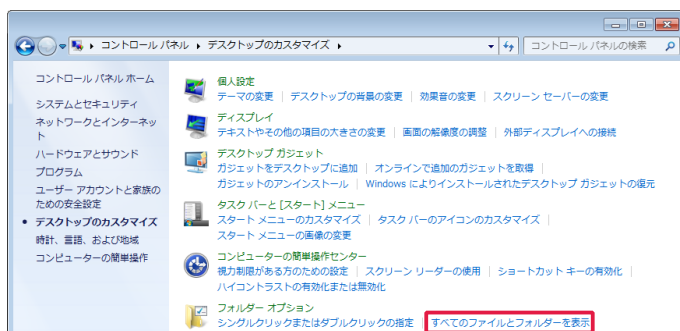 コントロール パネル ▸ デスクトップのカスタマイズ ▸
コントロール パネルの検索
コントロール パネル ホーム
システムとセキュリティ
ネットワークとインターネッ
ト
ハードウェアとサウンド
プログラム
ユーザー アカウントと家族の
ための安全設定
• デスクトップのカスタマイズ
時計、言語、および地域
コンピューターの簡単操作
個人設定
テーマの変更 | デスクトップの背景の変更 | 効果音の変更 | スクリーン セーバーの変更
ディスプレイ
テキストやその他の項目の大きさの変更 | 画面の解像度の調整 | 外部ディスプレイへの接続
デスクトップ ガジェット
ガジェットをデスクトップに追加 | オンラインで追加のガジェットを取得 |
ガジェットのアンインストール | Windows によりインストールされたデスクトップ ガジェットの復元
タスク バーと [スタート] メニュー
スタート メニューのカスタマイズ | タスク バーのアイコンのカスタマイズ |
スタート メニューの画像の変更
コンピューターの簡単操作センター
視力制限がある方のための設定 | スクリーン リーダーの使用 | ショートカット キーの有効化 |
ハイコントラストの有効化または無効化
フォルダー オプション
シングルクリックまたはダブルクリックの指定 | すべてのファイルとフォルダーを表示